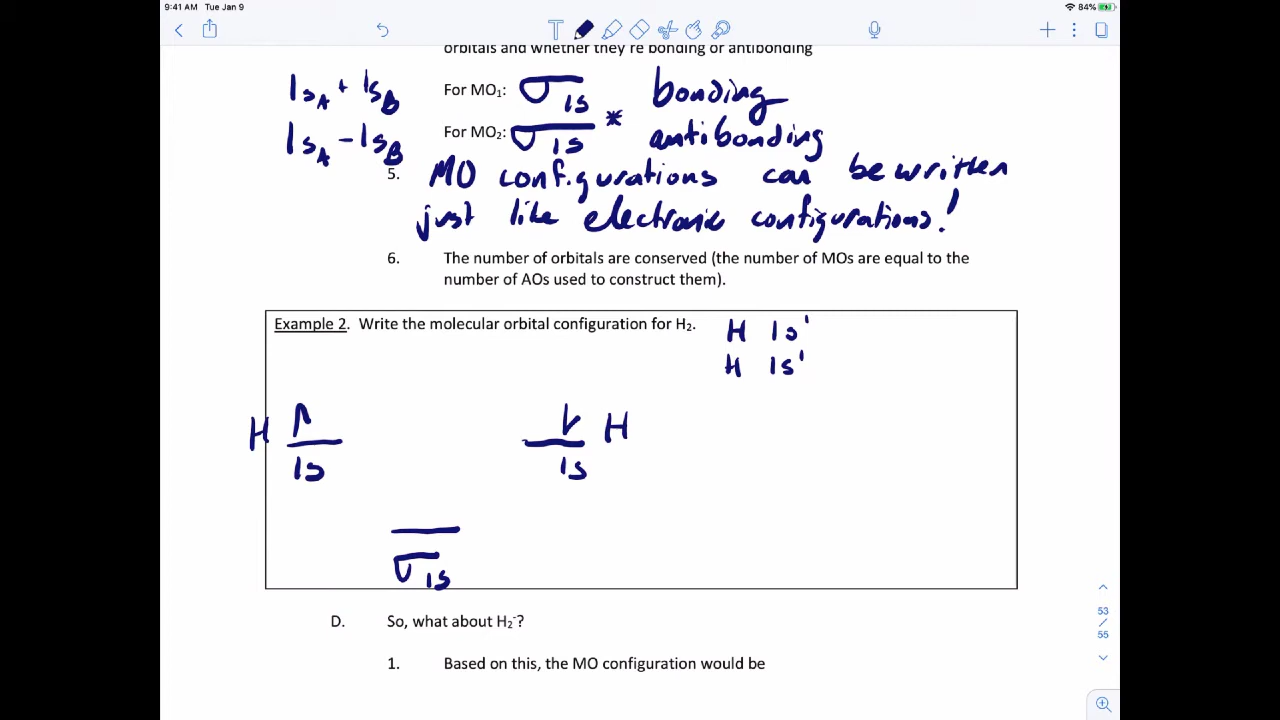 9:41 AM Tue Jan 9
84%
T
orbitals and whether they're bonding or antibonding
1sA + 1sB For MO1: σ1s bonding
1sA - 1sB For MO2: σ1s* antibonding
5. MO configurations can be written
just like electronic configurations!
6. The number of orbitals are conserved (the number of MOs are equal to the
number of AOs used to construct them).
Example 2. Write the molecular orbital configuration for H2. H 1s¹
H 1s¹
H 1s
1s H
σ1s
D. So, what about H2⁻?
1. Based on this, the MO configuration would be
53
/
55